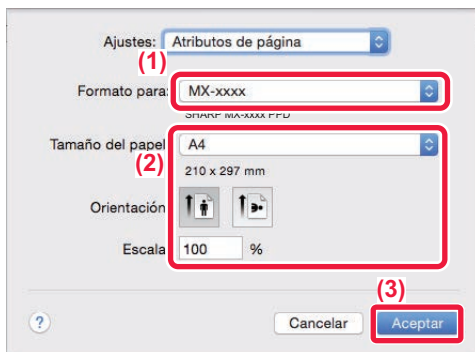 Ajustes: Atributos de página
(1)
Formato para: MX-xxxx
SHARP MX-xxxx PPD
Tamaño del papel A4
(2)
210 x 297 mm
Orientación
Escala 100 %
(3)
? Cancelar Aceptar